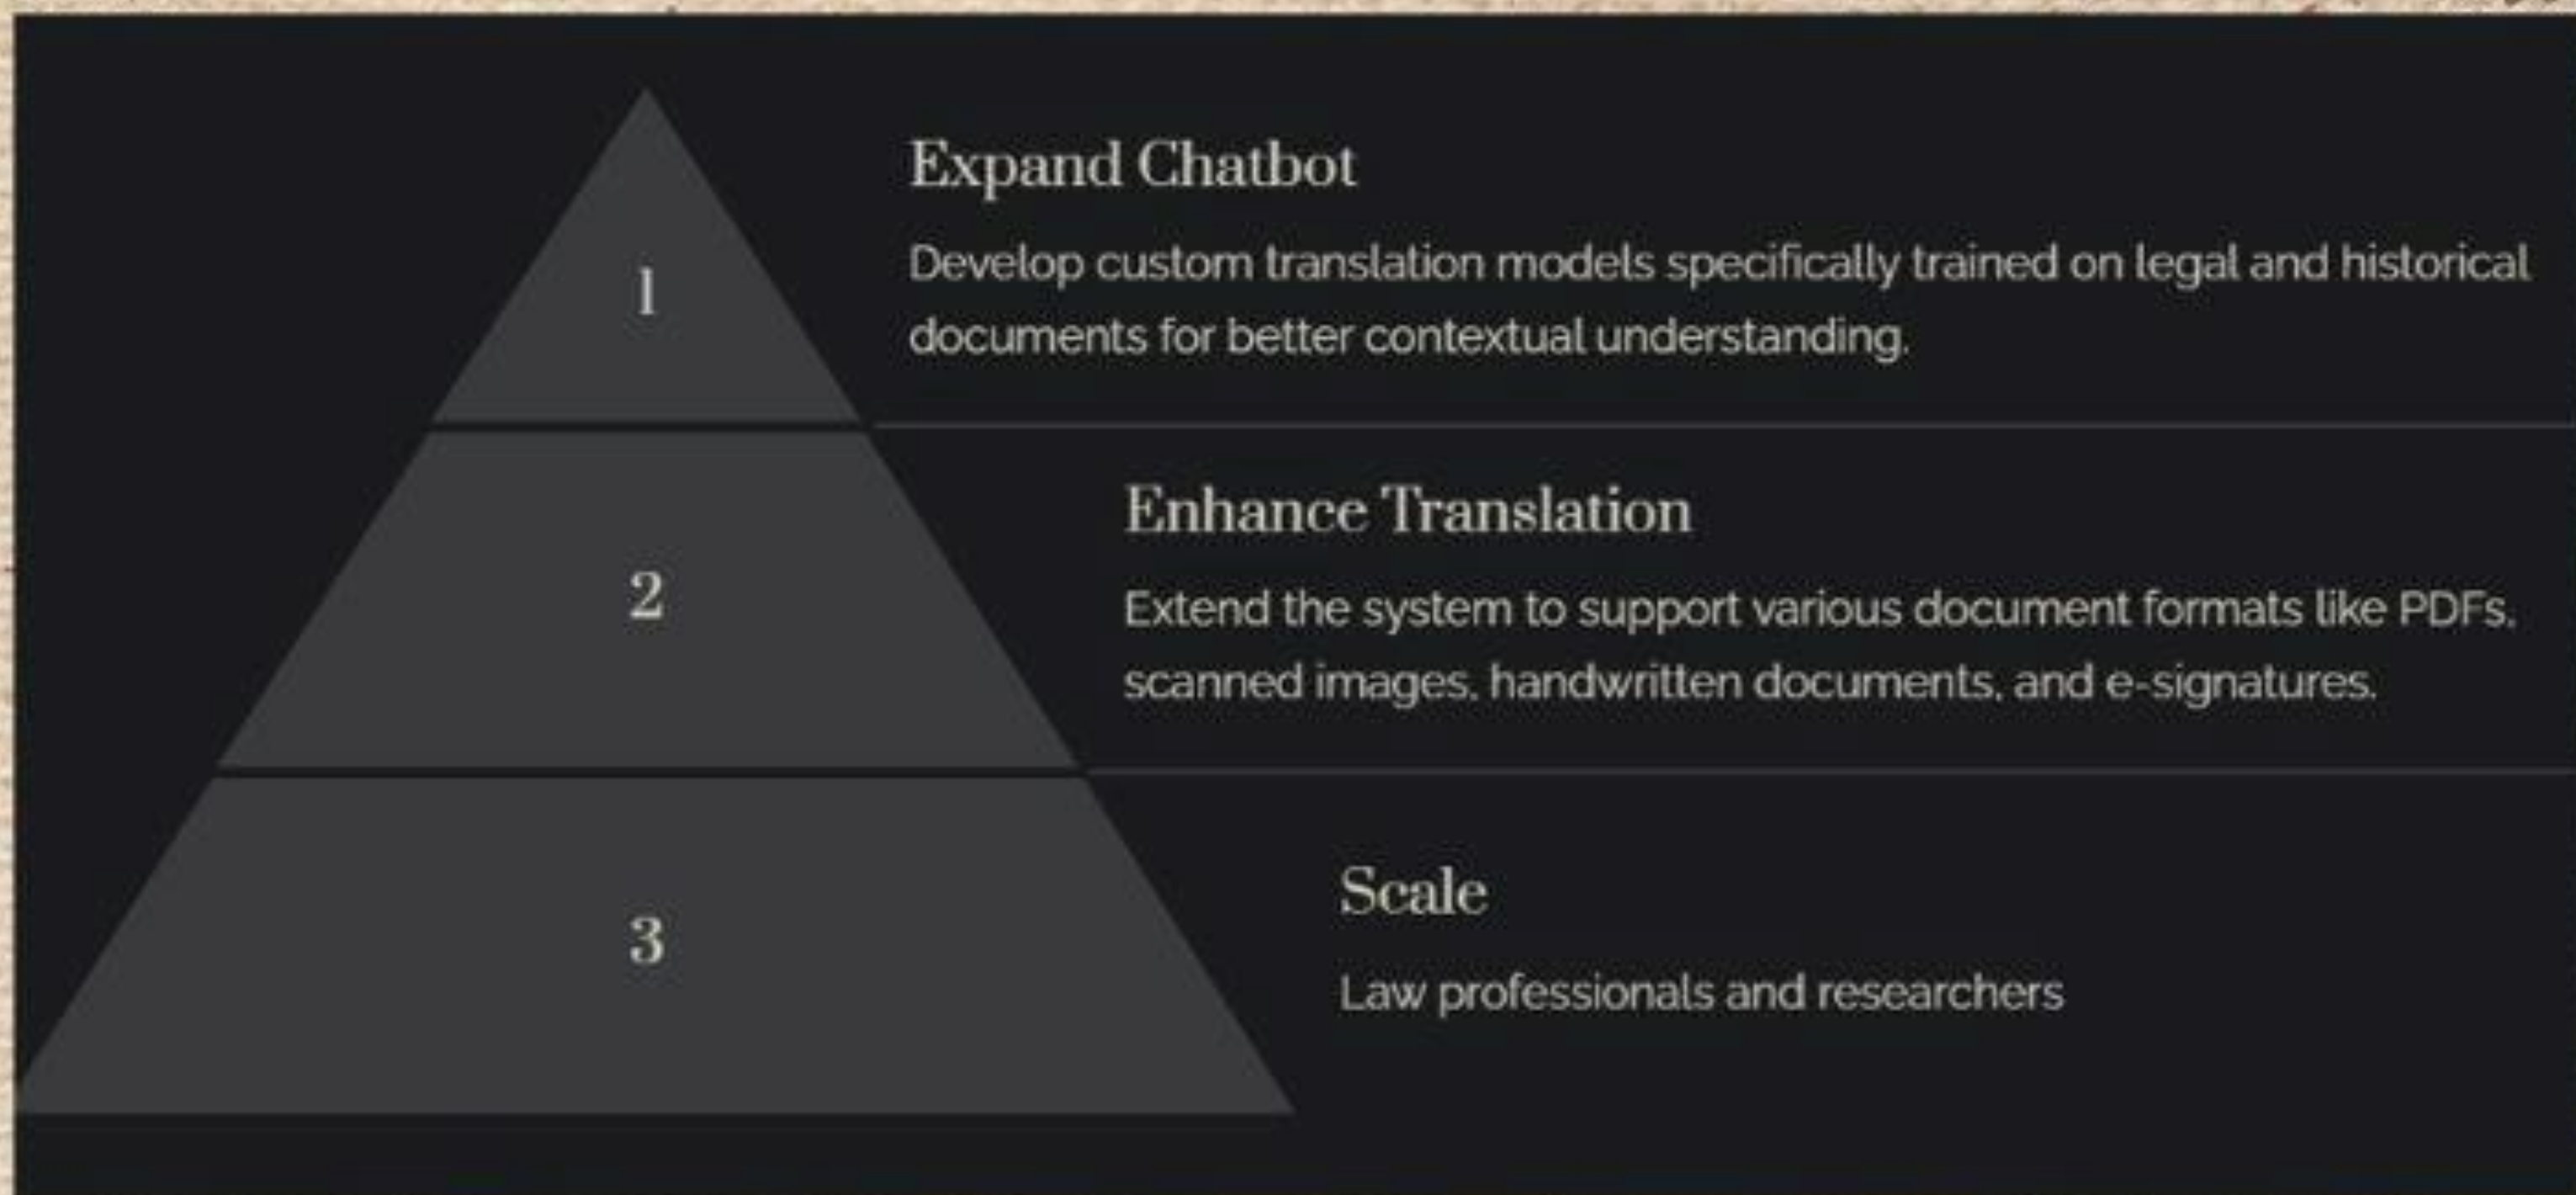 1
Expand Chatbot
Develop custom translation models specifically trained on legal and historical
documents for better contextual understanding.
2
Enhance Translation
Extend the system to support various document formats like PDFs,
scanned images, handwritten documents, and e-signatures.
3
Scale
Law professionals and researchers